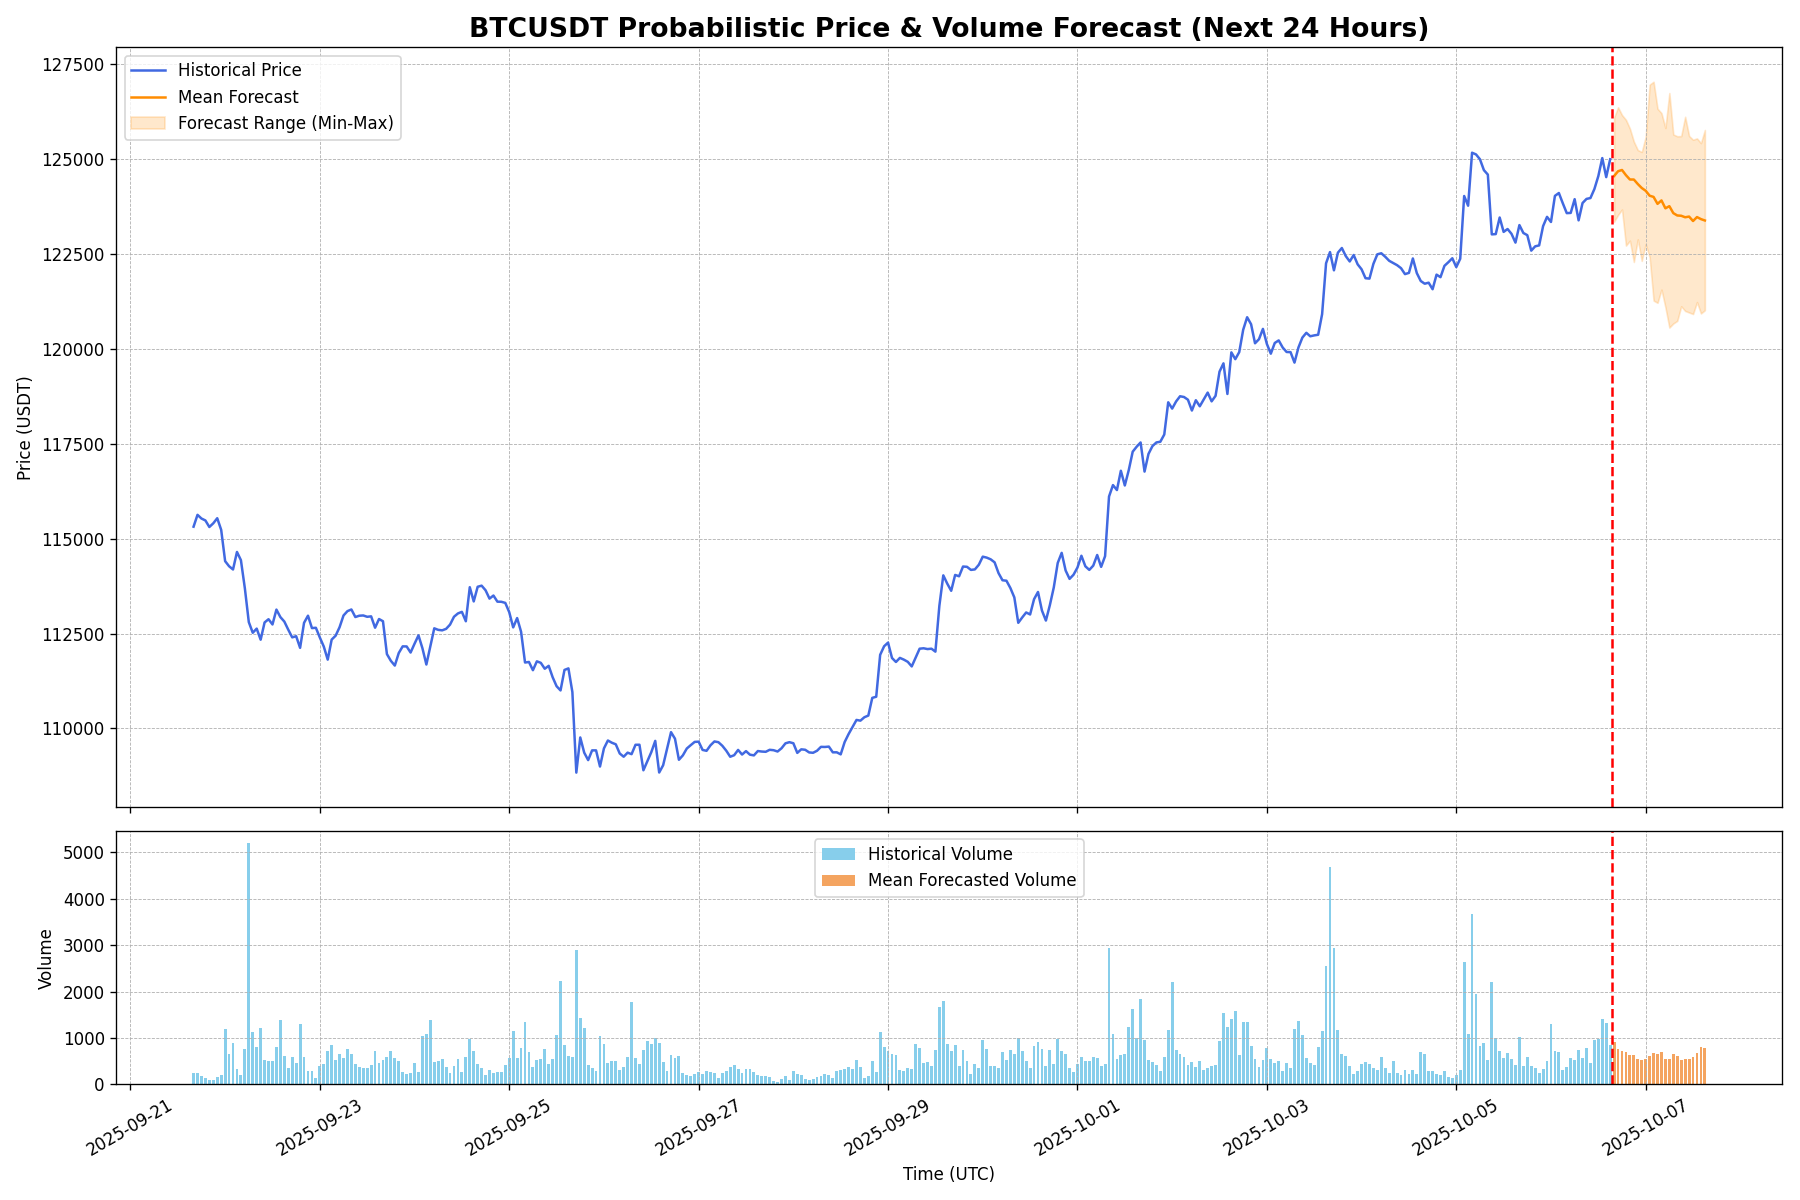 BTCUSDT Probabilistic Price & Volume Forecast (Next 24 Hours)
Historical Price
Mean Forecast
Forecast Range (Min-Max)
127500
125000
122500
120000
117500
115000
112500
110000
Price (USDT)
Historical Volume
Mean Forecasted Volume
5000
4000
3000
2000
1000
0
Volume
2025-09-21
2025-09-23
2025-09-25
2025-09-27
2025-09-29
2025-10-01
2025-10-03
2025-10-05
2025-10-07
Time (UTC)